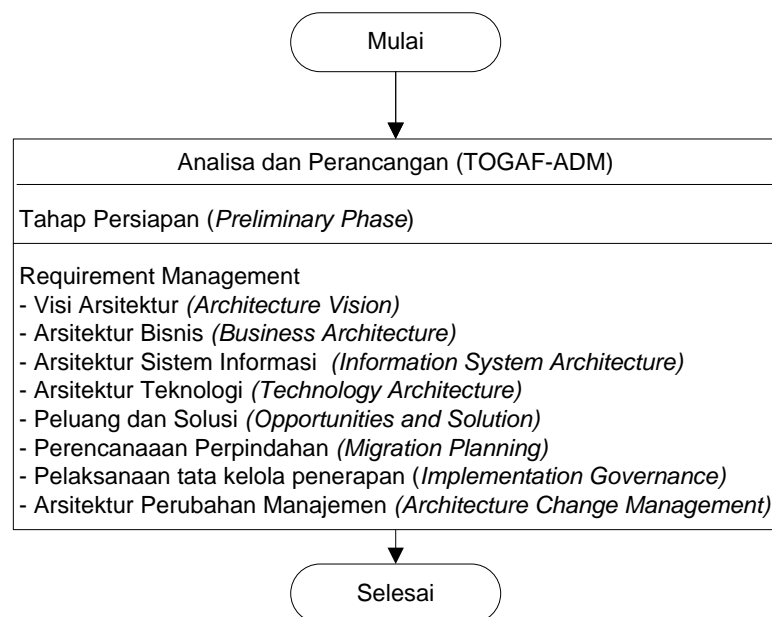 Mulai
Analisa dan Perancangan (TOGAF-ADM)
Tahap Persiapan (Preliminary Phase)
Requirement Management
- Visi Arsitektur (Architecture Vision)
- Arsitektur Bisnis (Business Architecture)
- Arsitektur Sistem Informasi (Information System Architecture)
- Arsitektur Teknologi (Technology Architecture)
- Peluang dan Solusi (Opportunities and Solution)
- Perencanaaan Perpindahan (Migration Planning)
- Pelaksanaan tata kelola penerapan (Implementation Governance)
- Arsitektur Perubahan Manajemen (Architecture Change Management)
Selesai